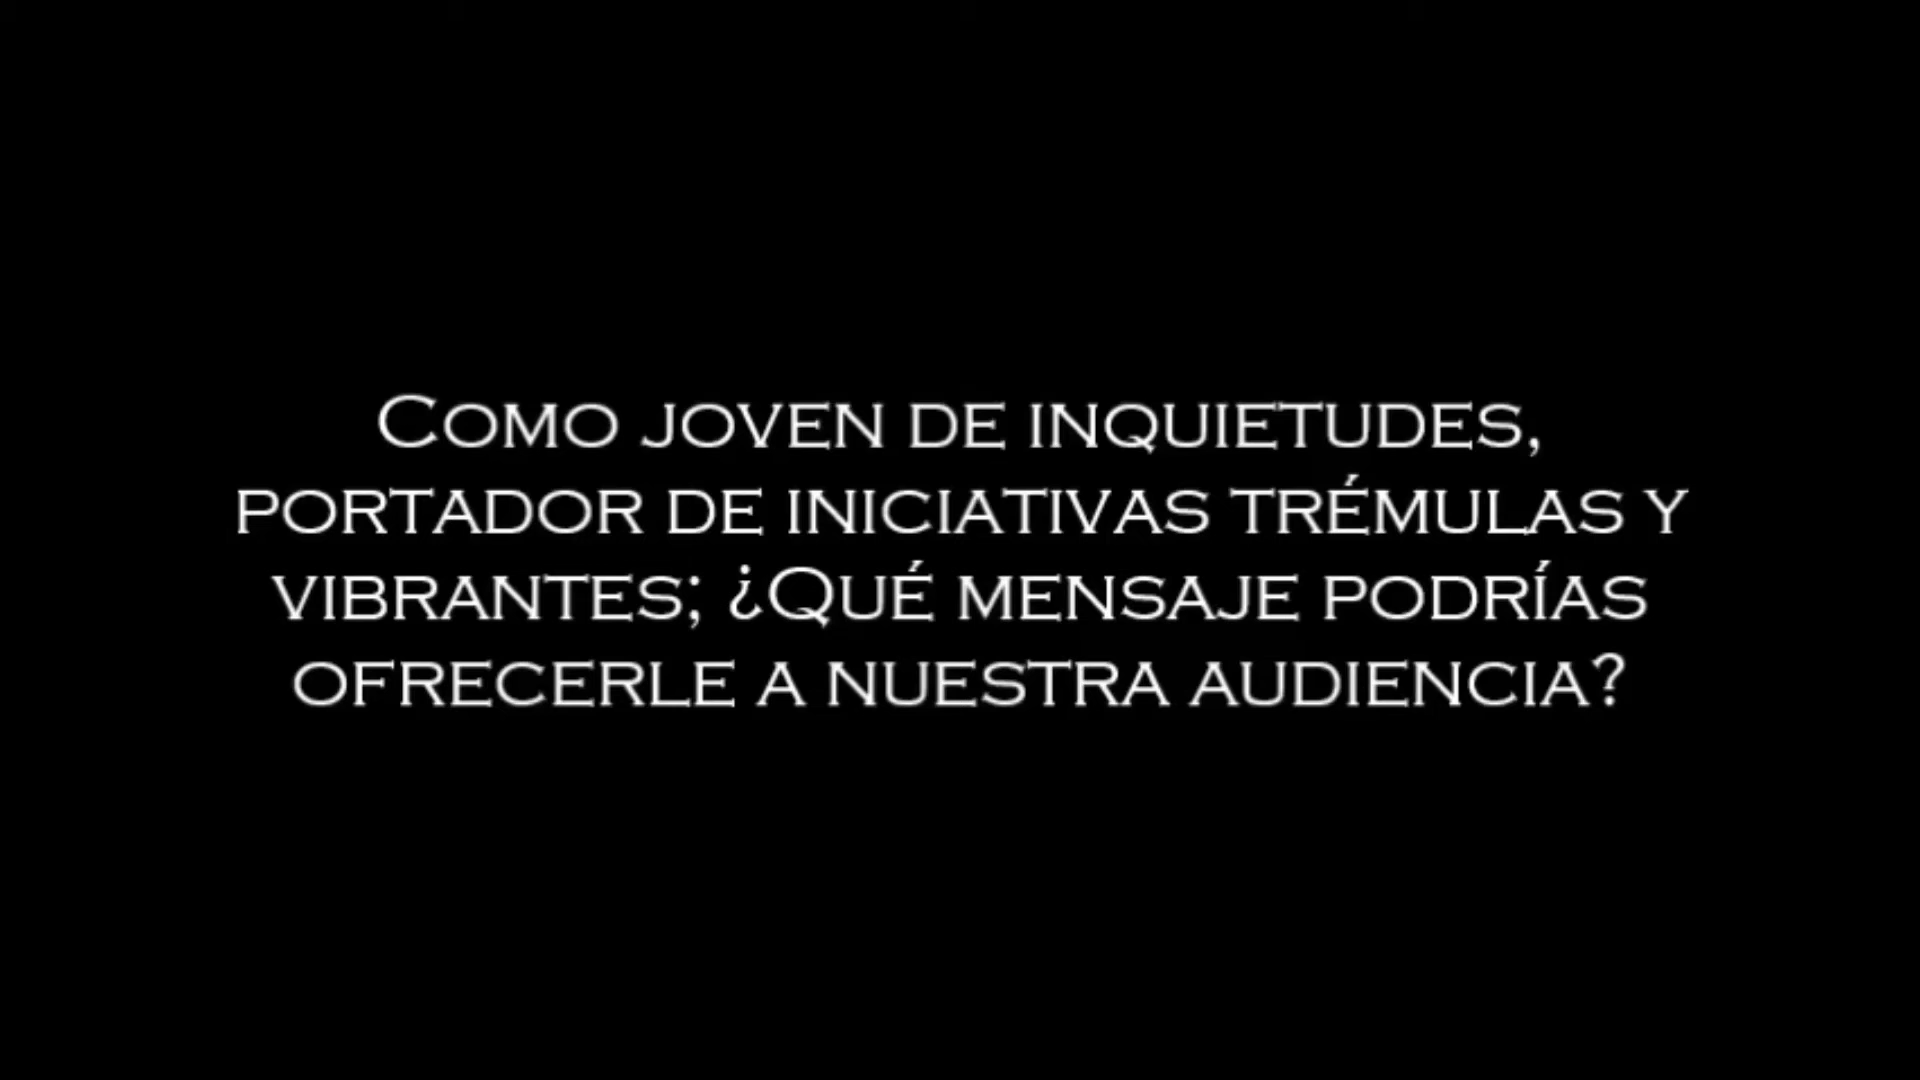 Como joven de inquietudes,
portador de iniciativas trémulas y
vibrantes; ¿Qué mensaje podrías
ofrecerle a nuestra audiencia?